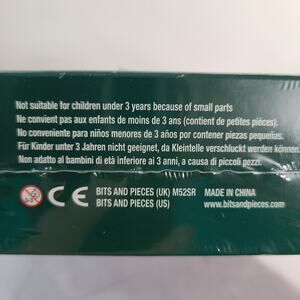 Not suitable for children under 3 years because of small parts
Ne convient pas aux enfants de moins de 3 ans (contient de petites pièces).
No conveniente para niños menores de 3 años por contener piezas pequeñas.
Für Kinder unter 3 Jahren nicht geeignet, da Kleinteile verschluckt werden können.
Non adatto al bambini di età inferiore ai 3 anni, a causa di piccoli pezzi.
0-3 CE BITS AND PIECES (UK) M52SR MADE IN CHINA
BITS AND PIECES (US) www.bitsandpieces.com